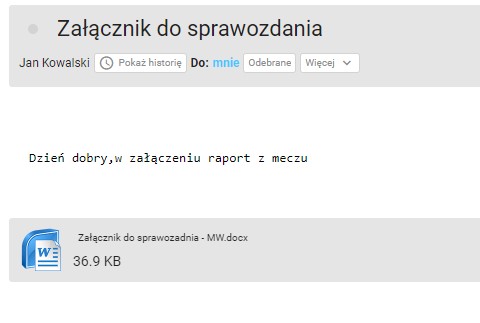 Załącznik do sprawozdania
Jan Kowalski Pokaż historię Do: mnie Odebrane Więcej
Dzień dobry,w załączeniu raport z meczu
Załącznik do sprawozadnia - MW.docx
36.9 KB